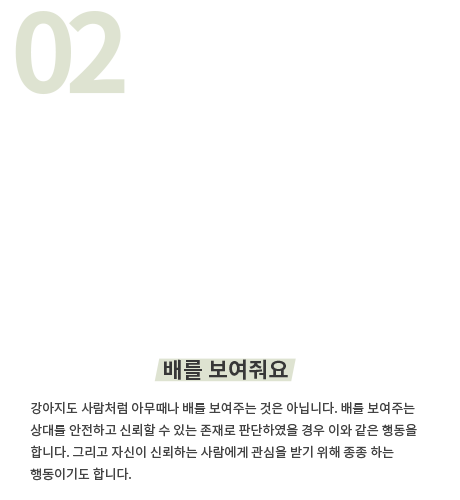 02
배를 보여줘요
강아지도 사람처럼 아무때나 배를 보여주는 것은 아닙니다. 배를 보여주는
상대를 안전하고 신뢰할 수 있는 존재로 판단하였을 경우 이와 같은 행동을
합니다. 그리고 자신이 신뢰하는 사람에게 관심을 받기 위해 종종 하는
행동이기도 합니다.